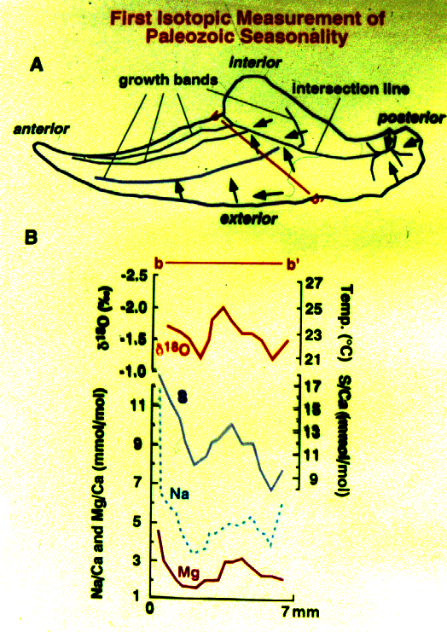 First Isotopic Measurement of
Paleozoic Seasonality
A
interior
growth bands
intersection line
anterior
posterior
exterior
B
b b'
-2.5
-2.0
-1.5
-1.0
δ¹⁸O (‰)
δ¹⁸O
27
25
23
21
Temp. (°C)
S
Na
Mg
11
9
7
5
3
1
Na/Ca and Mg/Ca (mmol/mol)
17
15
13
11
9
S/Ca (mmol/mol)
0 7 mm